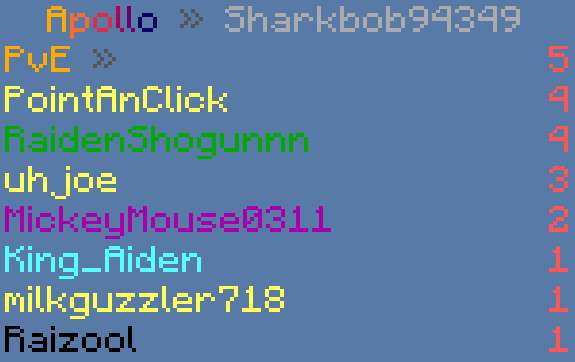 Apollo » Sharkbob94349
PvE » 5
PointAnClick 4
RaidenShogunnn 4
uh_joe 3
MickeyMouse0311 2
King_Aiden 1
milkguzzler718 1
Raizool 1